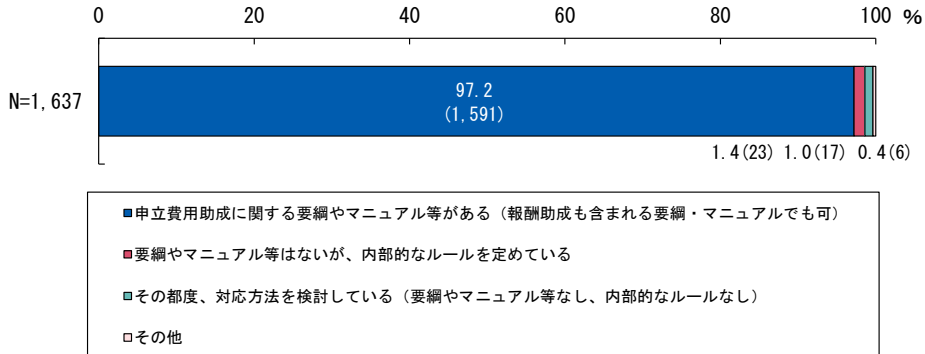 0 20 40 60 80 100 %
N=1,637
97.2
(1,591)
1.4(23) 1.0(17) 0.4(6)
申立費用助成に関する要綱やマニュアル等がある（報酬助成も含まれる要綱・マニュアルでも可）
要綱やマニュアル等はないが、内部的なルールを定めている
その都度、対応方法を検討している（要綱やマニュアル等なし、内部的なルールなし）
その他